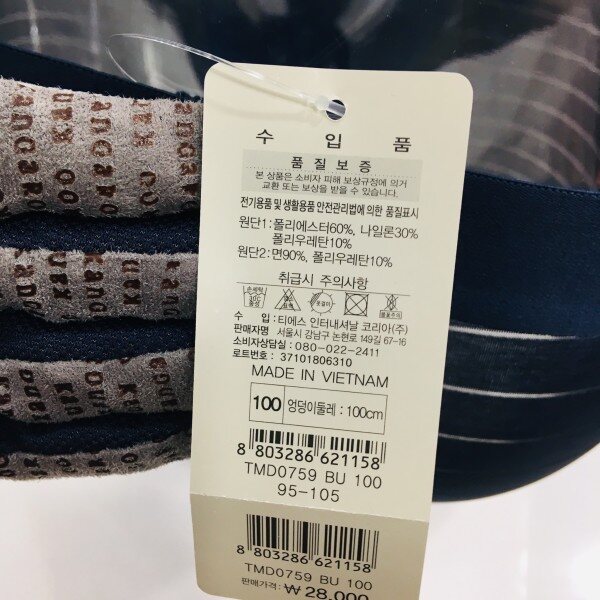 수 입 품
품 질 보 증
본 상품은 소비자 피해 보상규정에 의거
교환 또는 보상을 받을 수 있습니다.
전기용품 및 생활용품 안전관리법에 의한 품질표시
원단1 : 폴리에스터60%, 나일론30%
폴리우레탄10%
원단2 : 면90%, 폴리우레탄10%
취급시 주의사항
수 입 : 티에스 인터내셔날 코리아(주)
판매자명 서울시 강남구 논현로 149길 67-16
소비자상담실 : 080-022-2411
로트번호 : 37101806310
MADE IN VIETNAM
100 엉덩이둘레 : 100cm
8 803286 621158
TMD0759 BU 100
95-105
8 803286 621158
TMD0759 BU 100
판매가격: ₩ 28,000